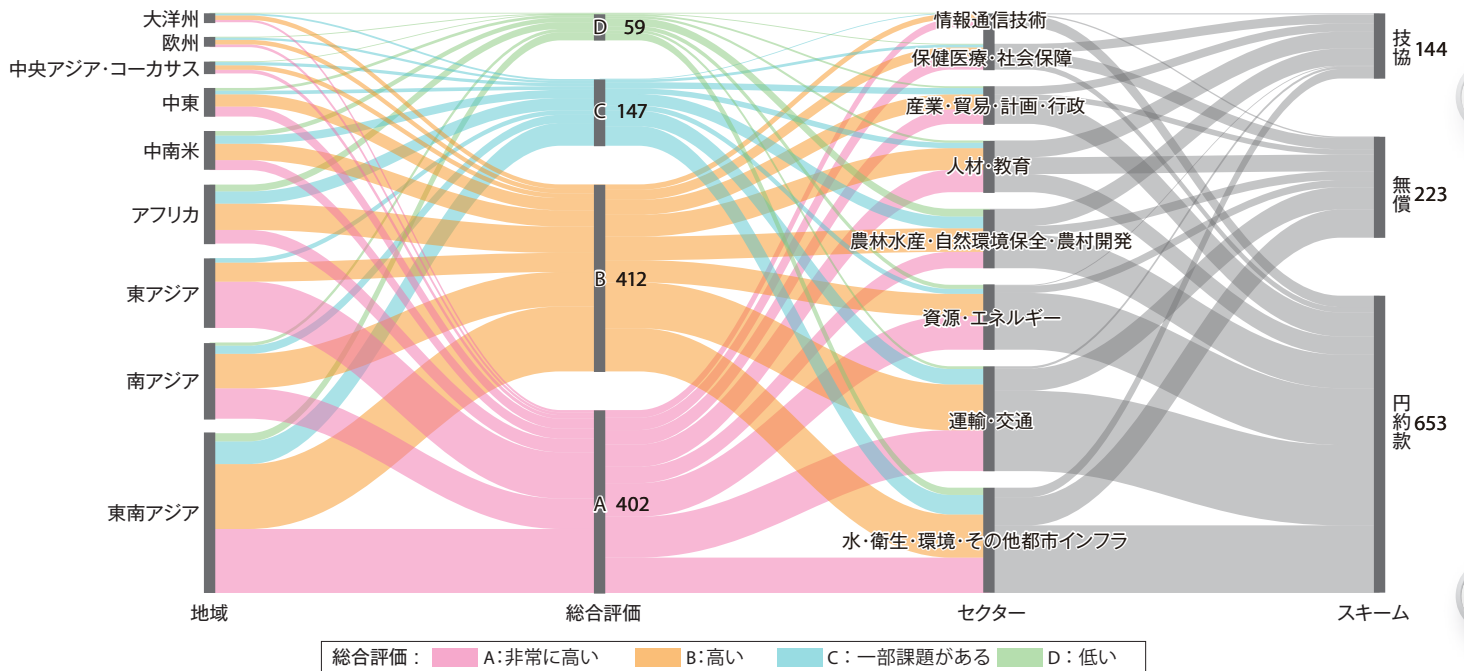 大洋州
欧州
中央アジア・コーカサス
中東
中南米
アフリカ
東アジア
南アジア
東南アジア
D 59
C 147
B 412
A 402
情報通信技術
保健医療・社会保障
産業・貿易・計画・行政
人材・教育
農林水産・自然環境保全・農村開発
資源・エネルギー
運輸・交通
水・衛生・環境・その他都市インフラ
技協 144
無償 223
円約款 653
地域 総合評価 セクター スキーム
総合評価: A:非常に高い B:高い C:一部課題がある D:低い